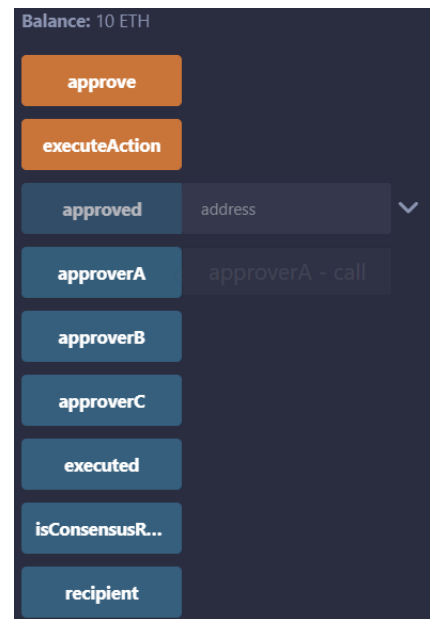 Balance: 10 ETH
approve
executeAction
approved address
approverA approverA - call
approverB
approverC
executed
isConsensusR...
recipient